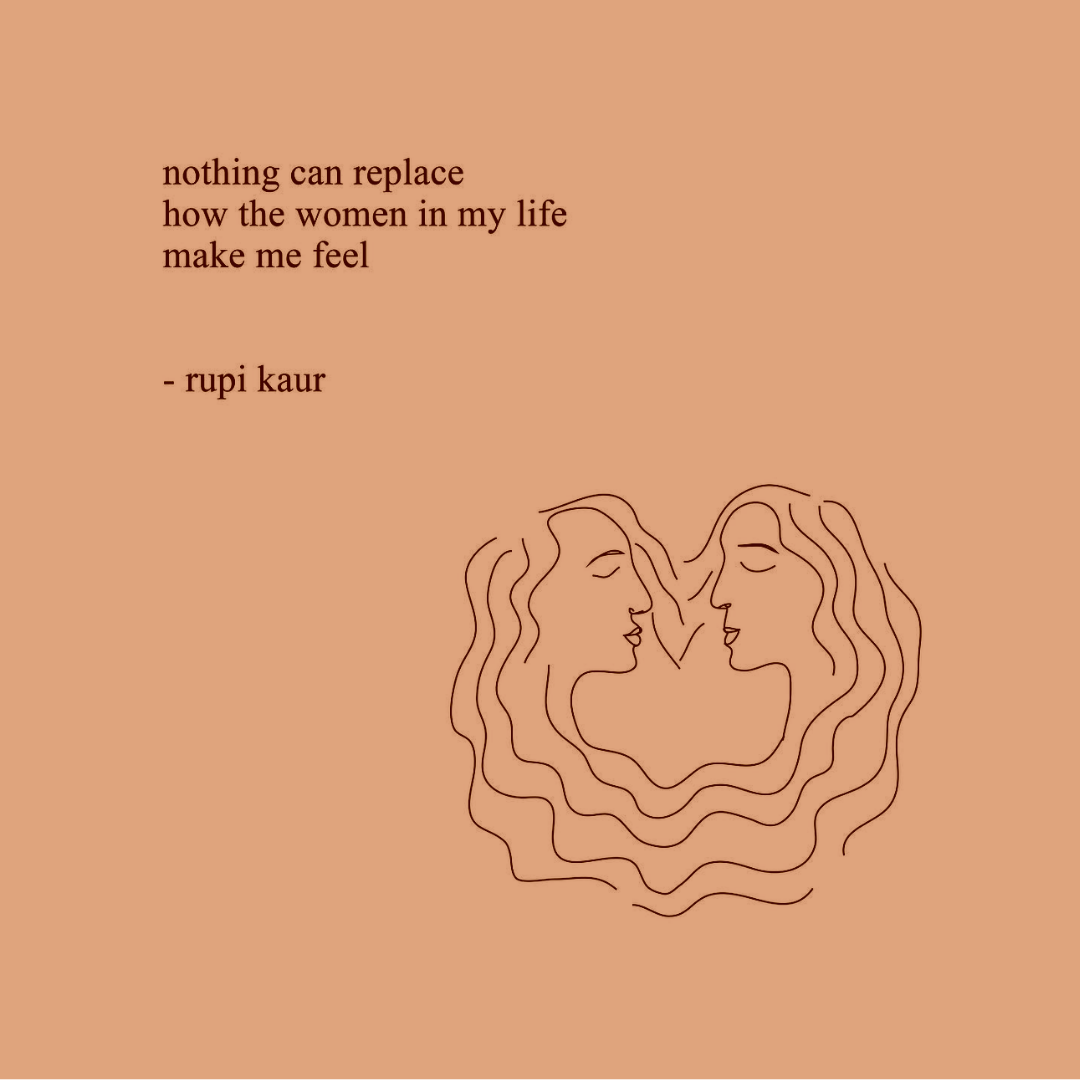 nothing can replace
how the women in my life
make me feel
- rupi kaur